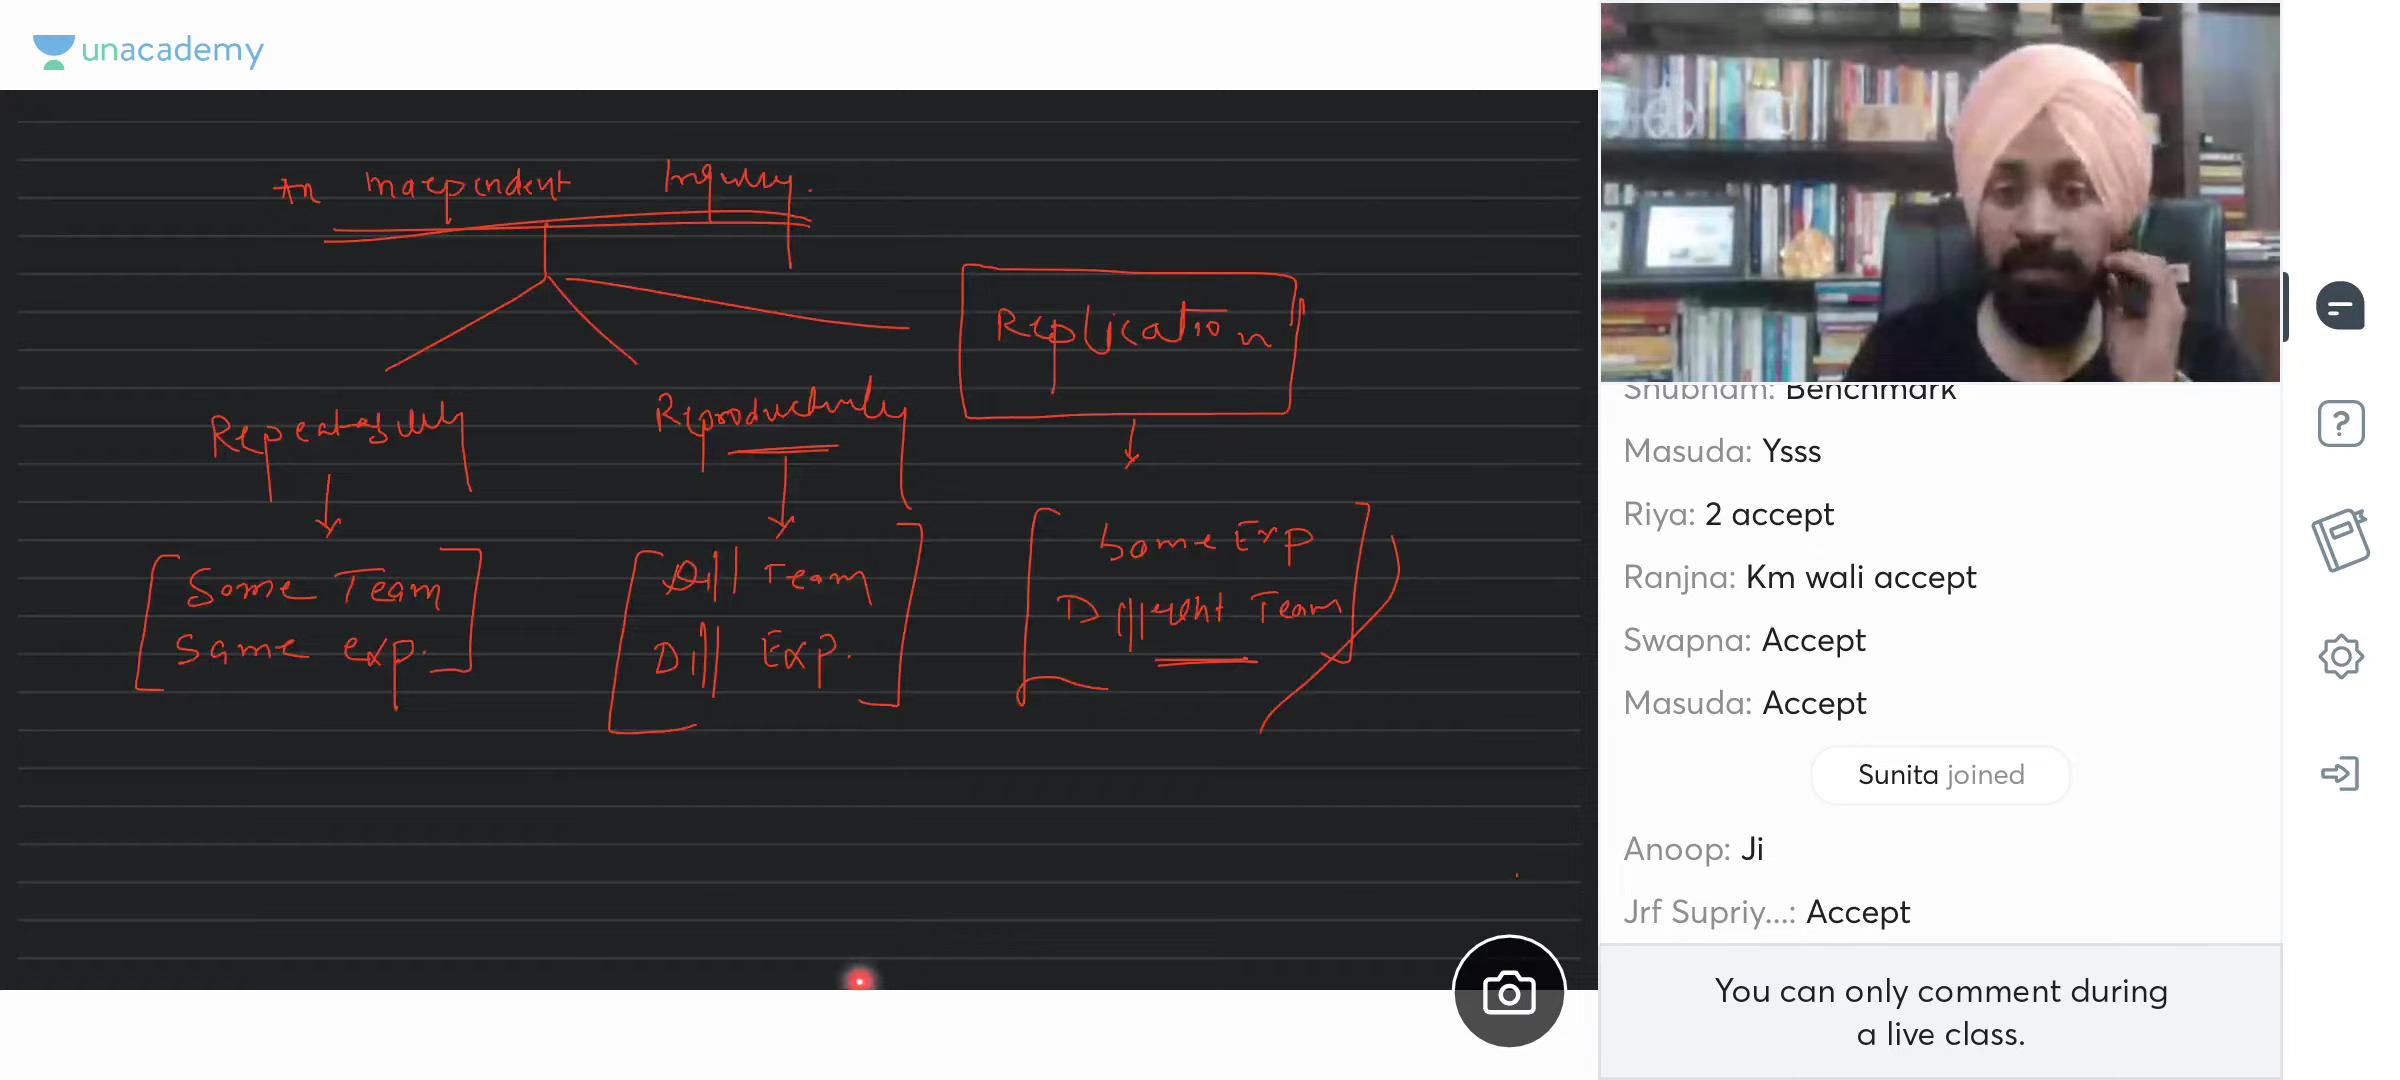 unacademy
An Independent Inquiry.
Replication
Repeatability
Reproductivity
Same Team
Same exp.
Diff Team
Diff Exp.
Same Exp
Different Team
Shubham: Benchmark
Masuda: Ysss
Riya: 2 accept
Ranjna: Km wali accept
Swapna: Accept
Masuda: Accept
Sunita joined
Anoop: Ji
Jrf Supriy...: Accept
You can only comment during
a live class.
?